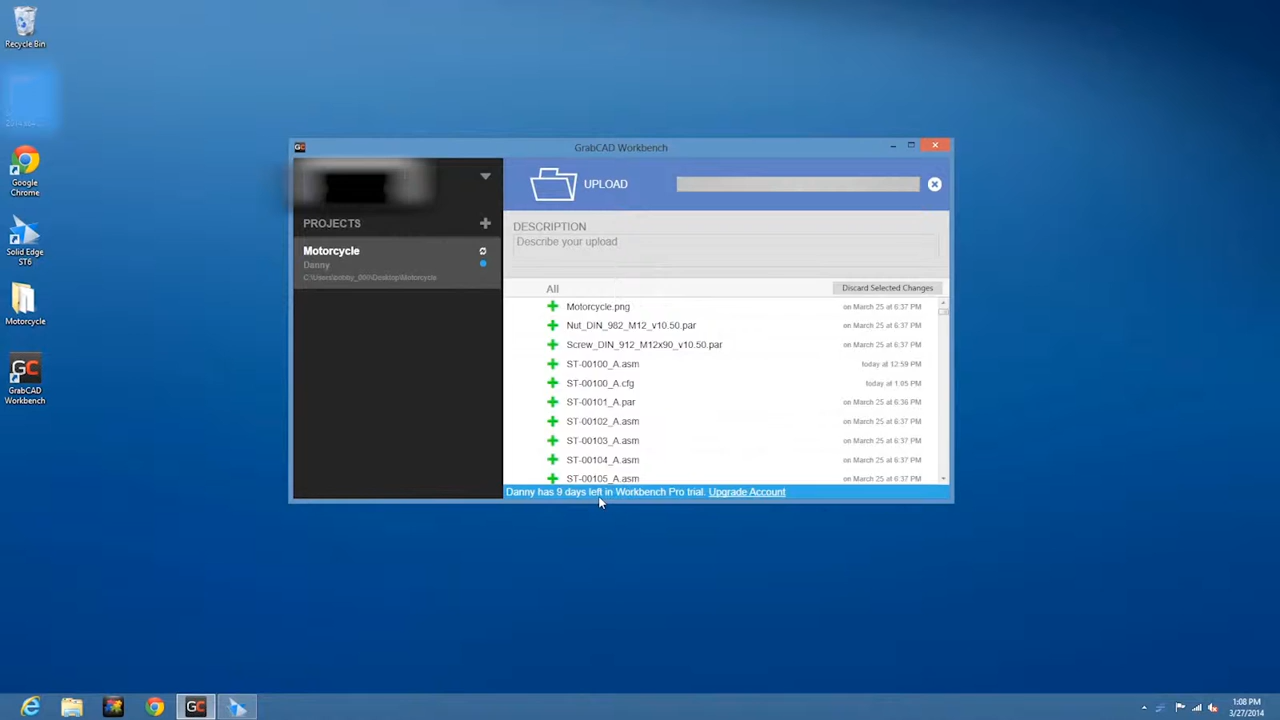 Recycle Bin
Google
Chrome
Solid Edge
ST6
Motorcycle
GrabCAD
Workbench
GC
GrabCAD Workbench
PROJECTS
Motorcycle
Danny
UPLOAD
DESCRIPTION
Describe your upload
All
Discard Selected Changes
Motorcycle.png on March 25 at 6:37 PM
Nut_DIN_982_M12_v10.50.par on March 25 at 6:37 PM
Screw_DIN_912_M12x90_v10.50.par on March 25 at 6:37 PM
ST-00100_A.asm today at 12:59 PM
ST-00100_A.cfg today at 1:05 PM
ST-00101_A.par on March 25 at 6:36 PM
ST-00102_A.asm on March 25 at 6:37 PM
ST-00103_A.asm on March 25 at 6:37 PM
ST-00104_A.asm on March 25 at 6:37 PM
ST-00105_A.asm on March 25 at 6:37 PM
Danny has 9 days left in Workbench Pro trial. Upgrade Account
GC
1:08 PM
3/27/2014